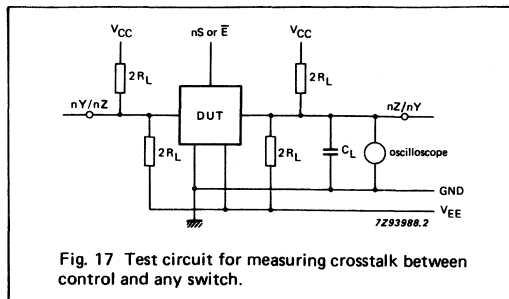 VCC nS or E̅ VCC
2RL 2RL
nY/nZ nZ/nY
DUT
2RL 2RL CL oscilloscope
GND
VEE
7Z93988.2
Fig. 17 Test circuit for measuring crosstalk between
control and any switch.